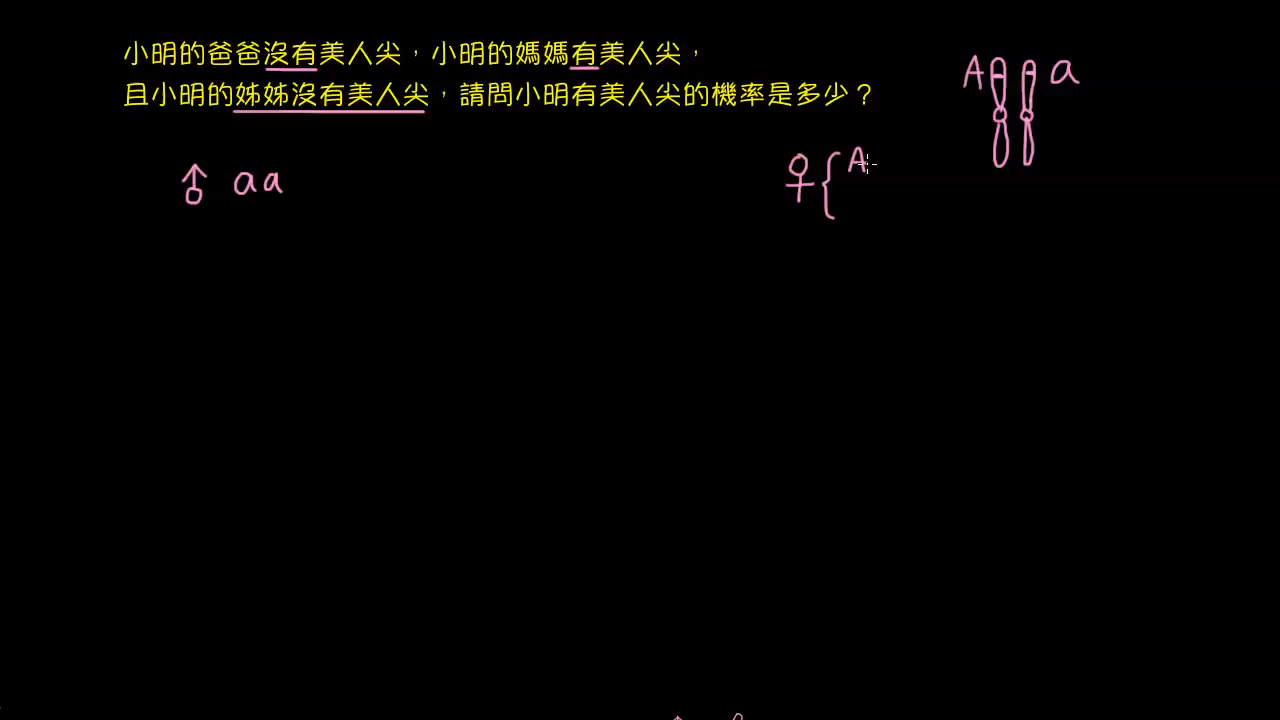 小明的爸爸沒有美人尖，小明的媽媽有美人尖，
且小明的姊姊沒有美人尖，請問小明有美人尖的機率是多少？
A a
♂ aa
♀{ A